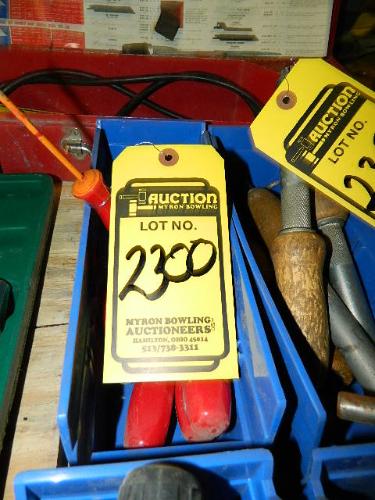 AUCTION
MYRON BOWLING
LOT NO.
2300
MYRON BOWLING
AUCTIONEERS INC
HAMILTON, OHIO 45014
513/738-3311
AUCTION
MYRON BOWLING
LOT NO.